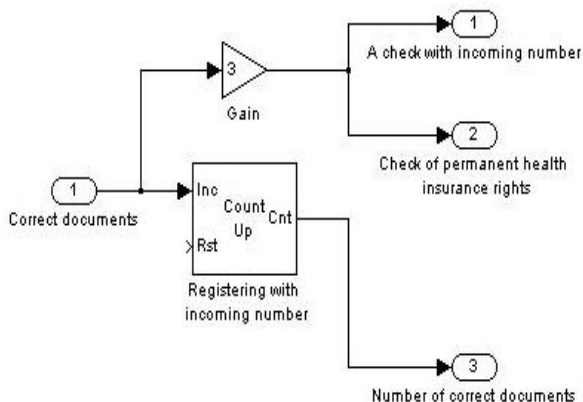 1
A check with incoming number
3
Gain
2
Check of permanent health
insurance rights
1
Correct documents
Inc
Count
Up
Cnt
Rst
Registering with
incoming number
3
Number of correct documents